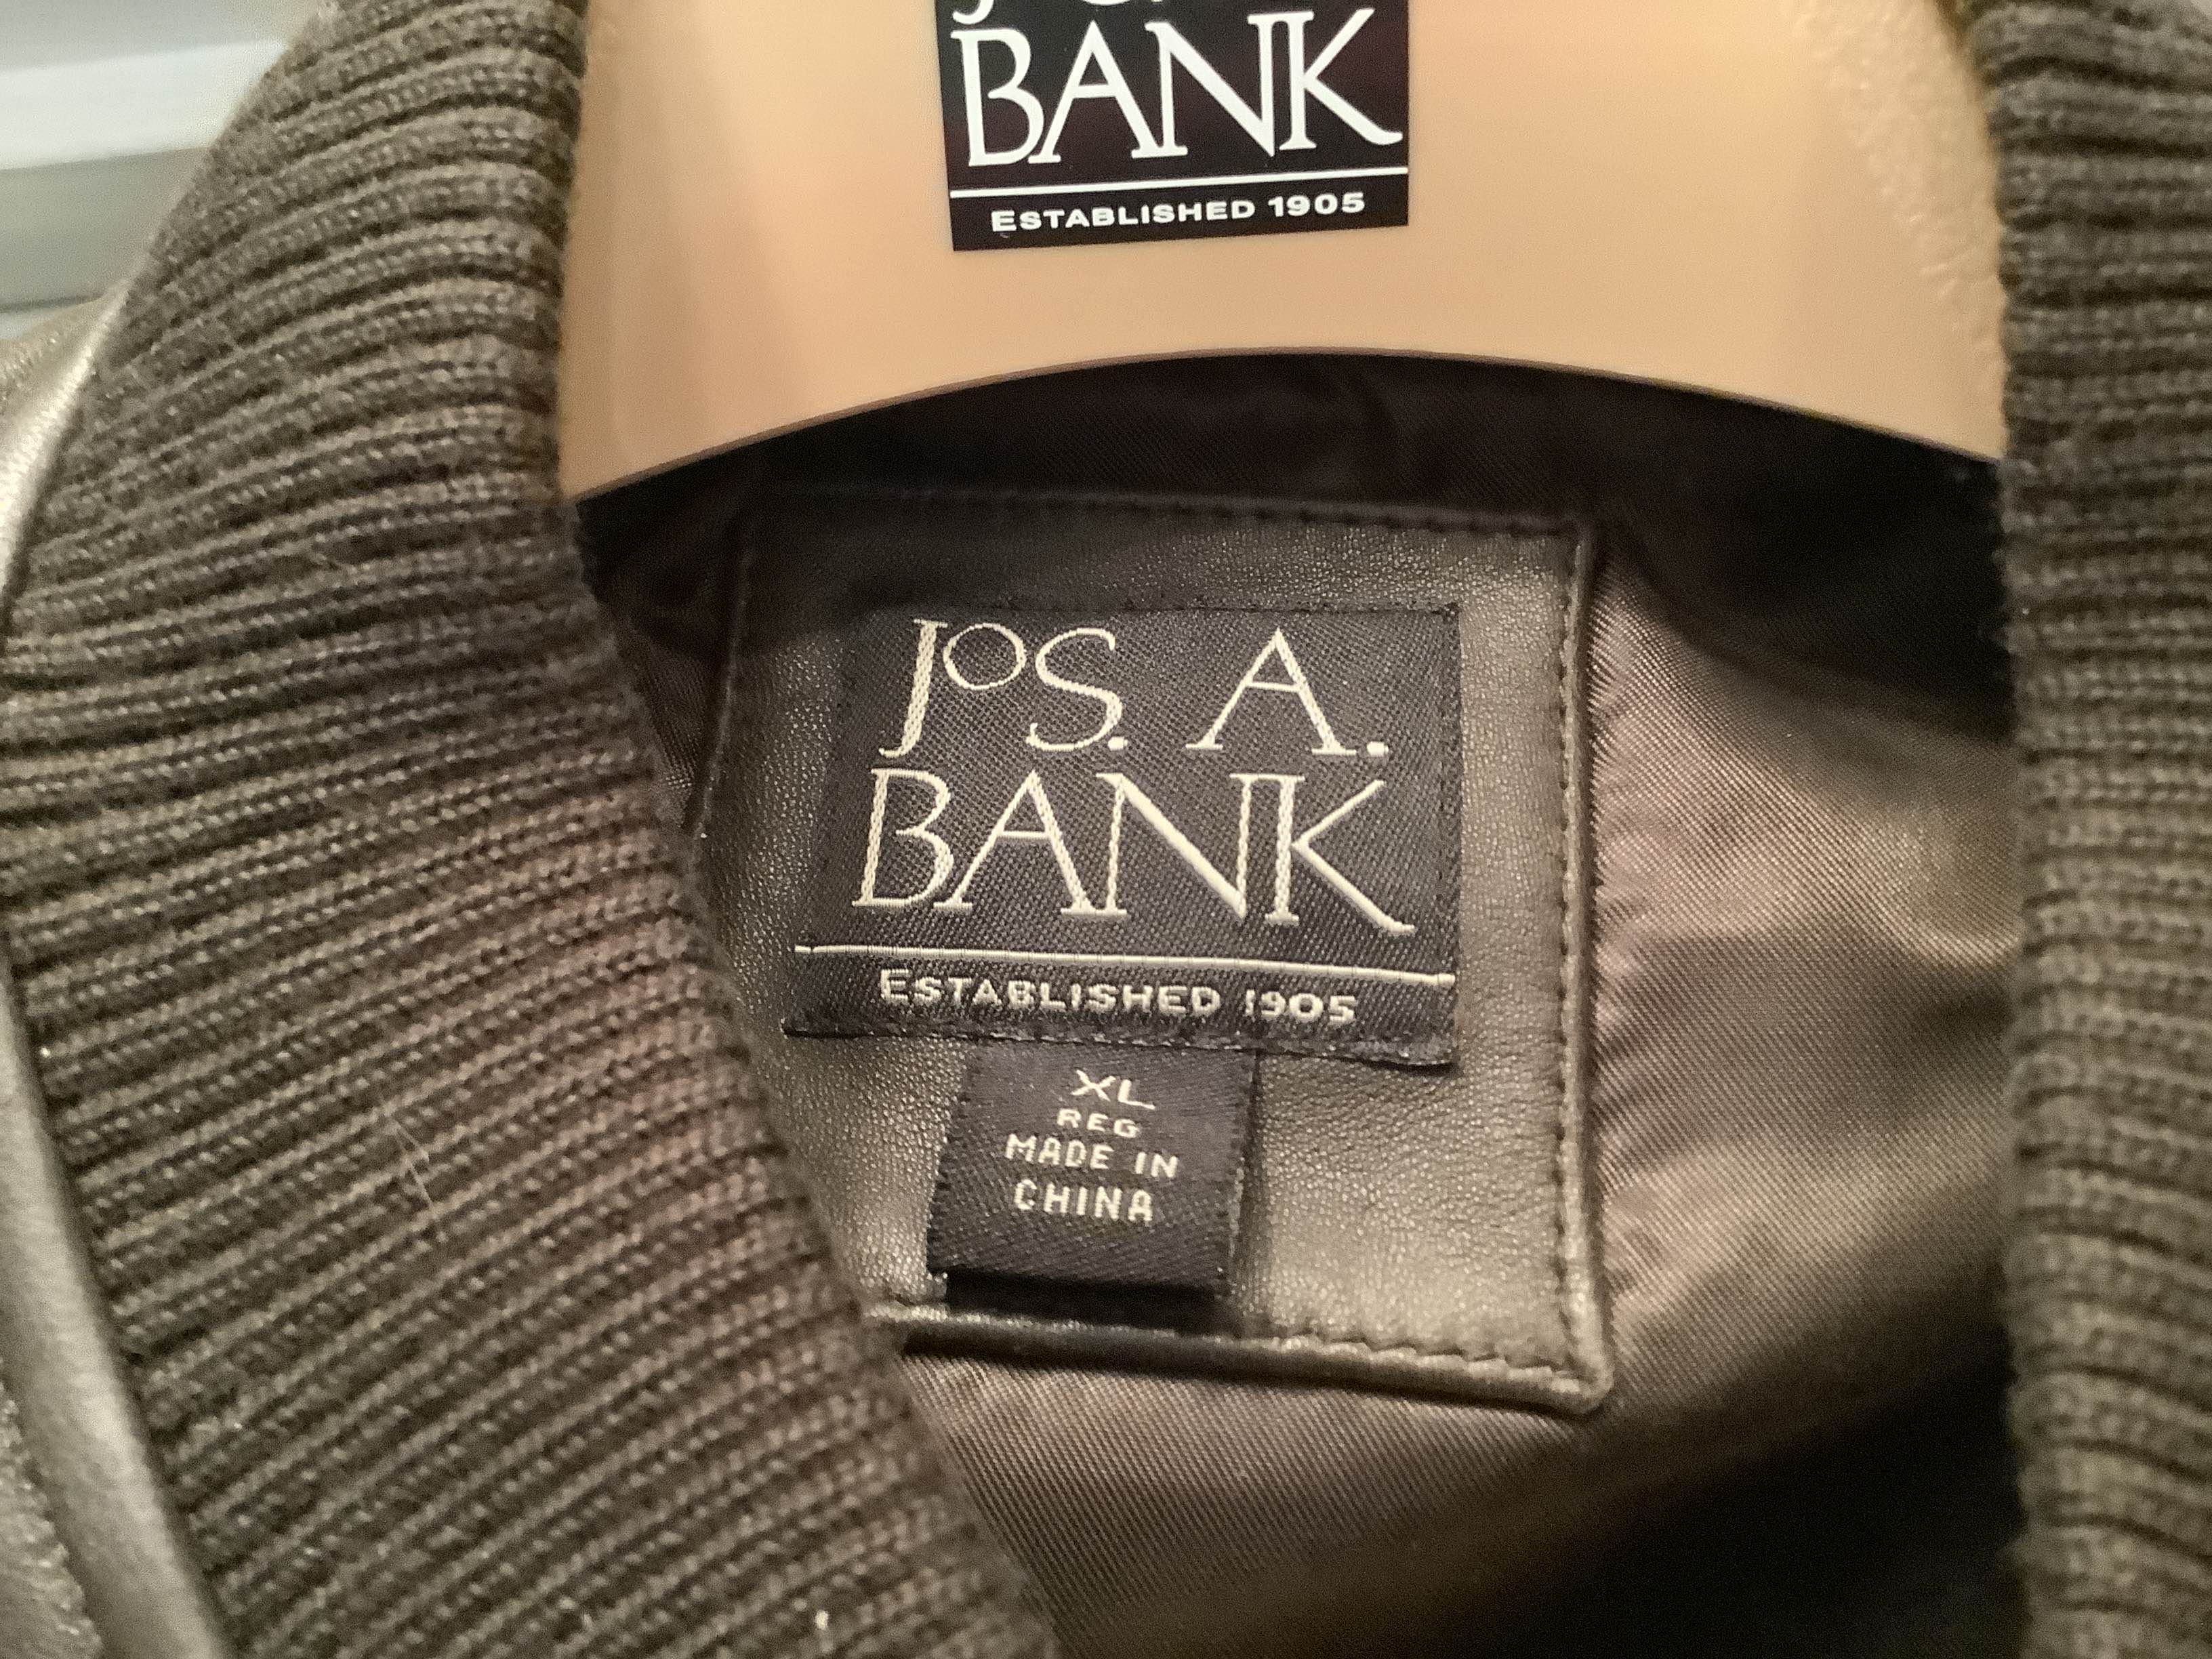 BANK
ESTABLISHED 1905
JOS. A.
BANK
ESTABLISHED 1905
XL
REG
MADE IN
CHINA